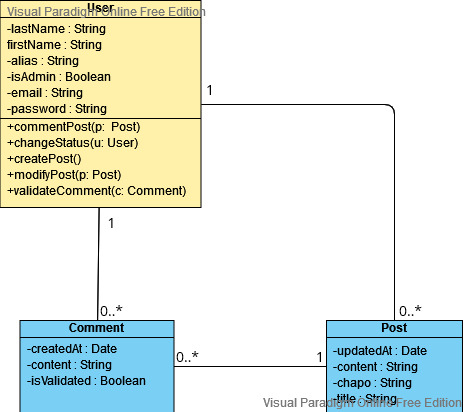 Visual Paradigm Online Free Edition
User
-lastName : String
firstName : String
-alias : String
-isAdmin : Boolean
-email : String
-password : String
+commentPost(p: Post)
+changeStatus(u: User)
+createPost()
+modifyPost(p: Post)
+validateComment(c: Comment)
1
1
0..*
0..*
Comment
-createdAt : Date
-content : String
-isValidated : Boolean
0..*
1
Post
-updatedAt : Date
-content : String
-chapo : String
-title : String
Visual Paradigm Online Free Edition